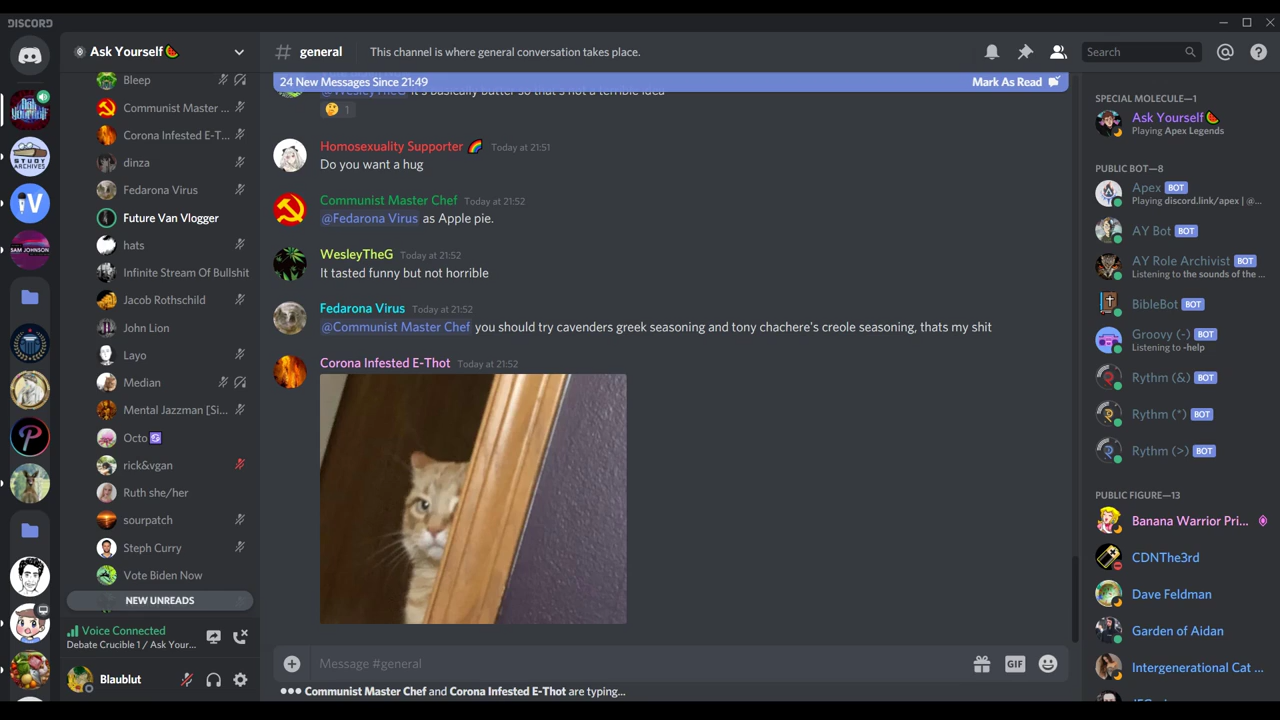 DISCORD
Ask Yourself🍉
# general
This channel is where general conversation takes place.
Search
Bleep
Communist Master ...
Corona Infested E-T...
dinza
Fedarona Virus
Future Van Vlogger
hats
Infinite Stream Of Bullshit
Jacob Rothschild
John Lion
Layo
Median
Mental Jazzman [Si...
Octo
rick&vgan
Ruth she/her
sourpatch
Steph Curry
Vote Biden Now
NEW UNREADS
Voice Connected
Debate Crucible 1 / Ask Your...
Blaublut
STUDY
ARCHIVES
V
SAM JOHNSON
24 New Messages Since 21:49
Mark As Read
@WesleyTheG it's basically butter so that's not a terrible idea
🤔 1
Homosexuality Supporter 🌈 Today at 21:51
Do you want a hug
Communist Master Chef Today at 21:52
@Fedarona Virus as Apple pie.
WesleyTheG Today at 21:52
It tasted funny but not horrible
Fedarona Virus Today at 21:52
@Communist Master Chef you should try cavenders greek seasoning and tony chachere's creole seasoning, thats my shit
Corona Infested E-Thot Today at 21:52
Message #general
GIF
Communist Master Chef and Corona Infested E-Thot are typing...
SPECIAL MOLECULE—1
Ask Yourself🍉
Playing Apex Legends
PUBLIC BOT—8
Apex BOT
Playing discord.link/apex | @...
AY Bot BOT
AY Role Archivist BOT
Listening to the sounds of the ...
BibleBot BOT
Groovy (-) BOT
Listening to -help
Rythm (&) BOT
Rythm (*) BOT
Rythm (>) BOT
PUBLIC FIGURE—13
Banana Warrior Pri...
CDNThe3rd
Dave Feldman
Garden of Aidan
Intergenerational Cat ...